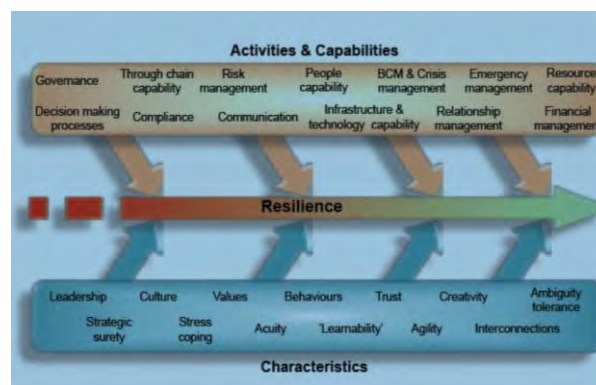 Activities & Capabilities
Governance
Through chain
capability
Risk
management
People
capability
BCM & Crisis
management
Emergency
management
Resource
capability
Decision making
processes
Compliance
Communication
Infrastructure &
technology capability
Relationship
management
Financial
management
Resilience
Leadership
Culture
Values
Behaviours
Trust
Creativity
Ambiguity
tolerance
Strategic
surety
Stress
coping
Acuity
'Learnability'
Agility
Interconnections
Characteristics